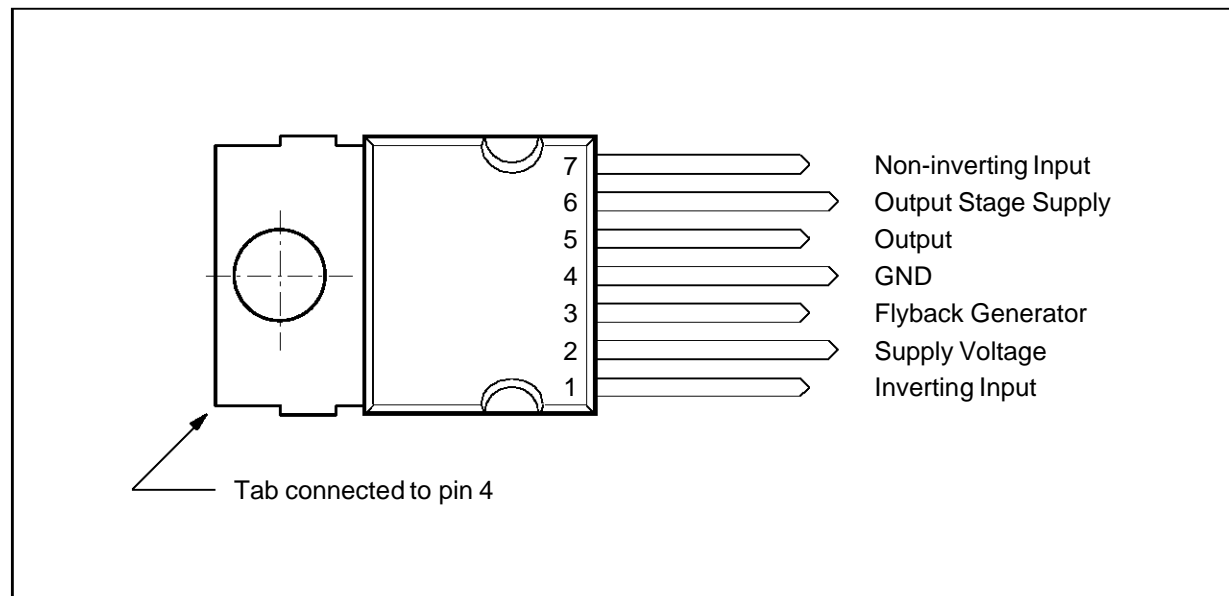 7 Non-inverting Input
6 Output Stage Supply
5 Output
4 GND
3 Flyback Generator
2 Supply Voltage
1 Inverting Input
Tab connected to pin 4